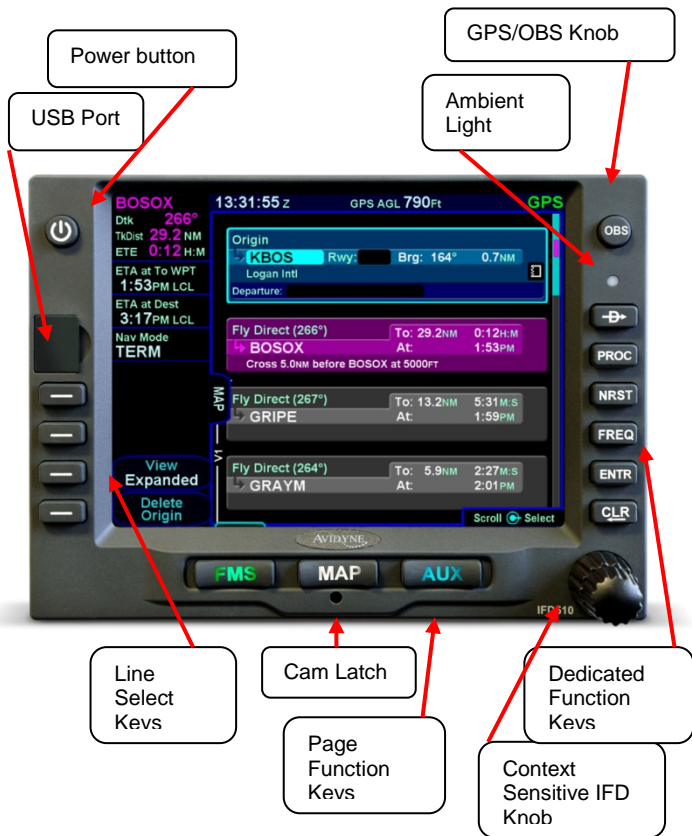 GPS/OBS Knob
Power button
Ambient
Light
USB Port
BOSOX
13:31:55 Z
GPS AGL 790FT
GPS
Dtk 266°
TkDist 29.2 NM
ETE 0:12 H:M
ETA at To WPT
1:53PM LCL
ETA at Dest
3:17PM LCL
Nav Mode
TERM
View
Expanded
Delete
Origin
MAP
V1
Origin
KBOS Rwy: Brg: 164° 0.7NM
Logan Intl
Departure:
Fly Direct (266°) To: 29.2NM 0:12H:M
BOSOX At: 1:53PM
Cross 5.0NM before BOSOX at 5000FT
Fly Direct (267°) To: 13.2NM 5:31M:S
GRIPE At: 1:59PM
Fly Direct (264°) To: 5.9NM 2:27M:S
GRAYM At: 2:01PM
Scroll Select
OBS
D
PROC
NRST
FREQ
ENTR
CLR
AVIDYNE
FMS
MAP
AUX
IFD510
Line
Select
Keys
Cam Latch
Page
Function
Keys
Dedicated
Function
Keys
Context
Sensitive IFD
Knob